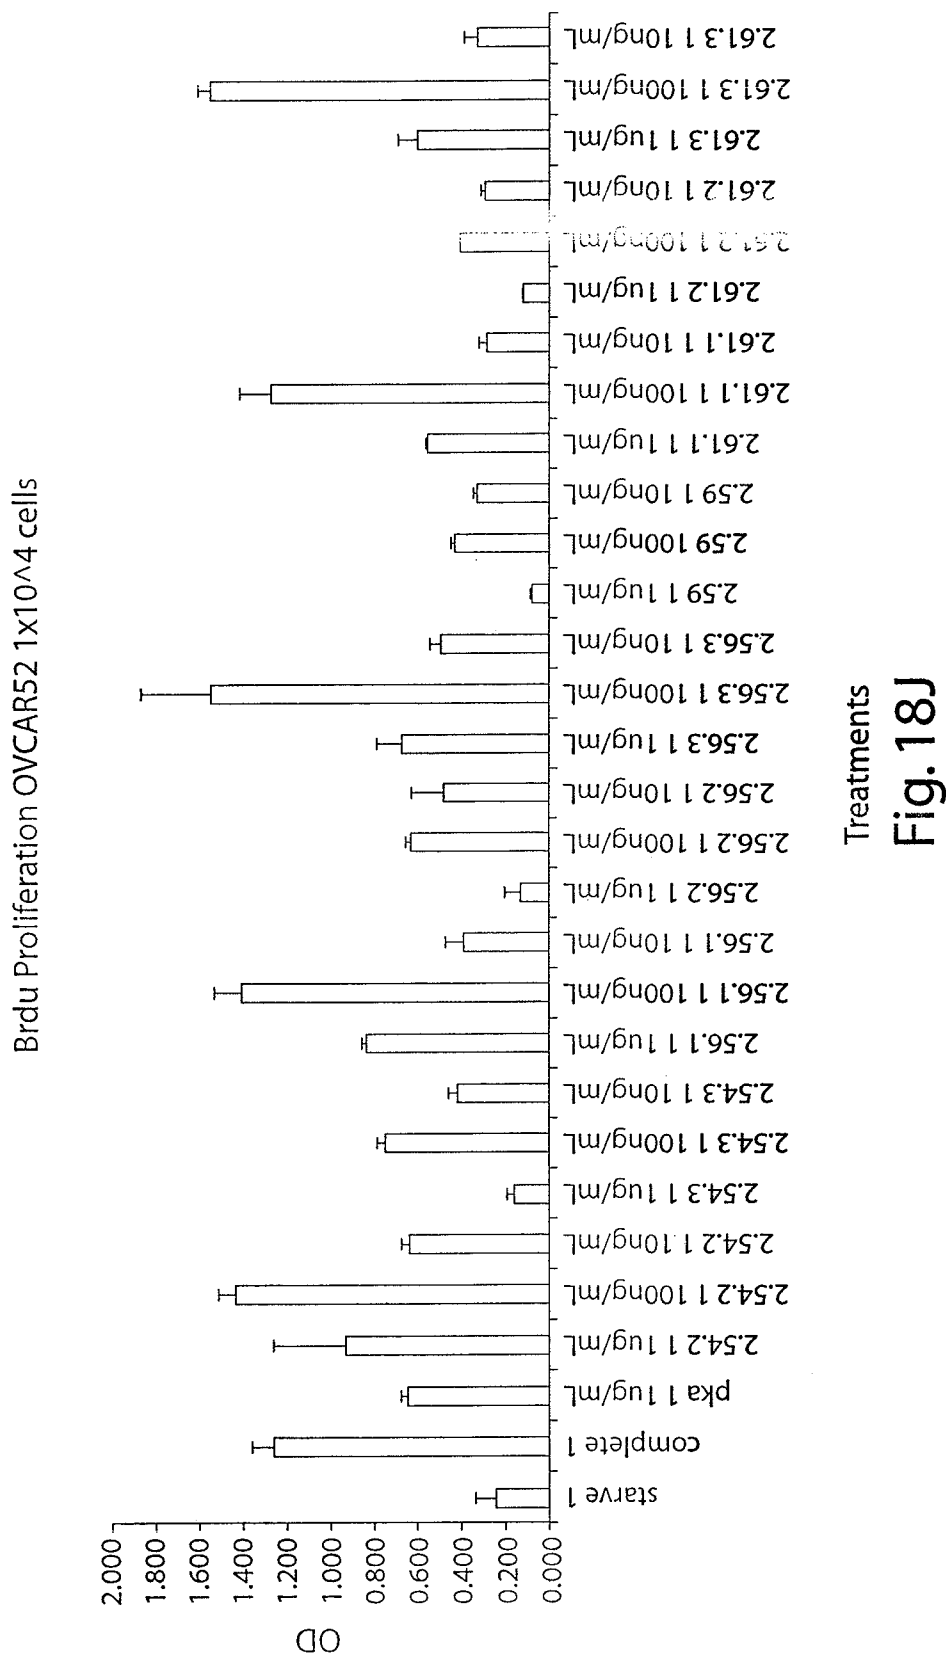 Brdu Proliferation OVCAR52 1x10^4 cells
OD
2.000
1.800
1.600
1.400
1.200
1.000
0.800
0.600
0.400
0.200
0.000
starve 1
complete 1
pka 1 1ug/mL
2.54.2 1 1ug/mL
2.54.2 1 100ng/mL
2.54.2 1 10ng/mL
2.54.3 1 1ug/mL
2.54.3 1 100ng/mL
2.54.3 1 10ng/mL
2.56.1 1 1ug/mL
2.56.1 1 100ng/mL
2.56.1 1 10ng/mL
2.56.2 1 1ug/mL
2.56.2 1 100ng/mL
2.56.2 1 10ng/mL
2.56.3 1 1ug/mL
2.56.3 1 100ng/mL
2.56.3 1 10ng/mL
2.59 1 1ug/mL
2.59 100ng/mL
2.59 1 10ng/mL
2.61.1 1 1ug/mL
2.61.1 1 100ng/mL
2.61.1 1 10ng/mL
2.61.2 1 1ug/mL
2.61.2 1 100ng/mL
2.61.2 1 10ng/mL
2.61.3 1 1ug/mL
2.61.3 1 100ng/mL
2.61.3 1 10ng/mL
Treatments
Fig. 18J